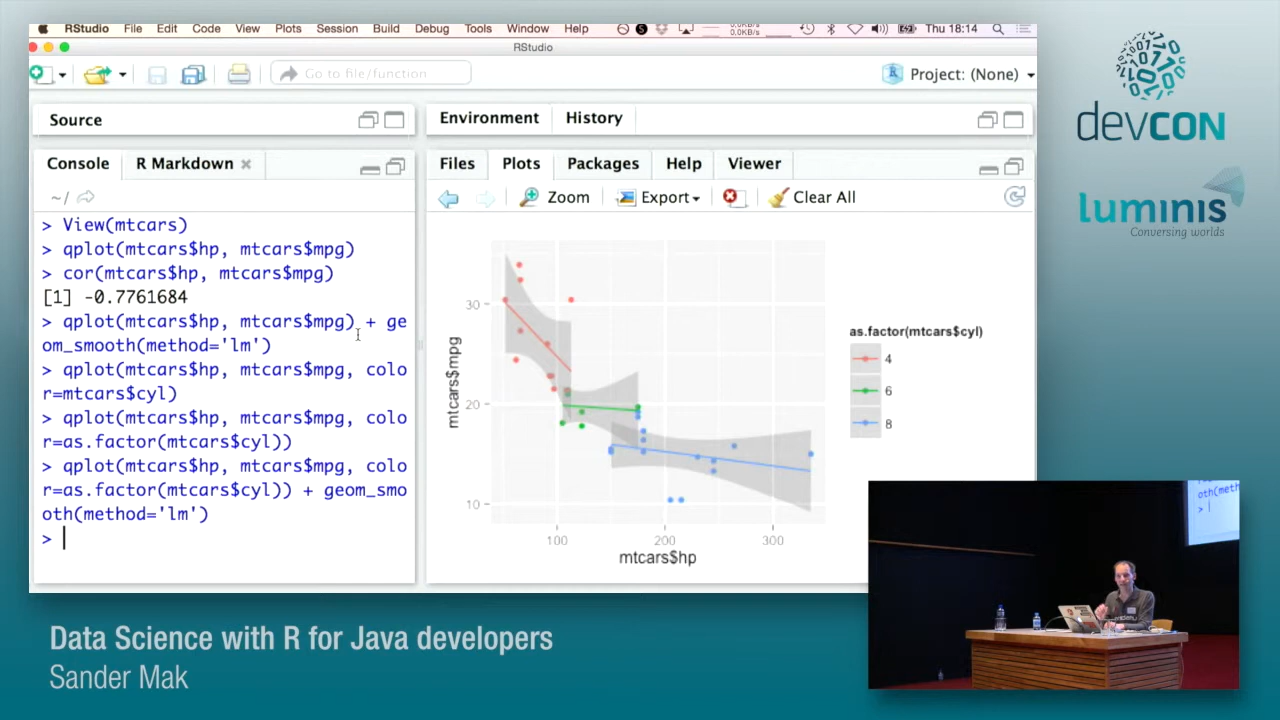 RStudio File Edit Code View Plots Session Build Debug Tools Window Help
0.0KB/s
Thu 18:14
RStudio
Go to file/function
Project: (None)
Source
Console R Markdown
~/
> View(mtcars)
> qplot(mtcars$hp, mtcars$mpg)
> cor(mtcars$hp, mtcars$mpg)
[1] -0.7761684
> qplot(mtcars$hp, mtcars$mpg) + ge
om_smooth(method='lm')
> qplot(mtcars$hp, mtcars$mpg, colo
r=mtcars$cyl)
> qplot(mtcars$hp, mtcars$mpg, colo
r=as.factor(mtcars$cyl))
> qplot(mtcars$hp, mtcars$mpg, colo
r=as.factor(mtcars$cyl)) + geom_smo
oth(method='lm')
>
Environment History
Files Plots Packages Help Viewer
Zoom Export Clear All
mtcars$mpg
30
20
10
100 200 300
mtcars$hp
as.factor(mtcars$cyl)
4
6
8
devcon
luminis
Conversing worlds
oth(met
>
Data Science with R for Java developers
Sander Mak